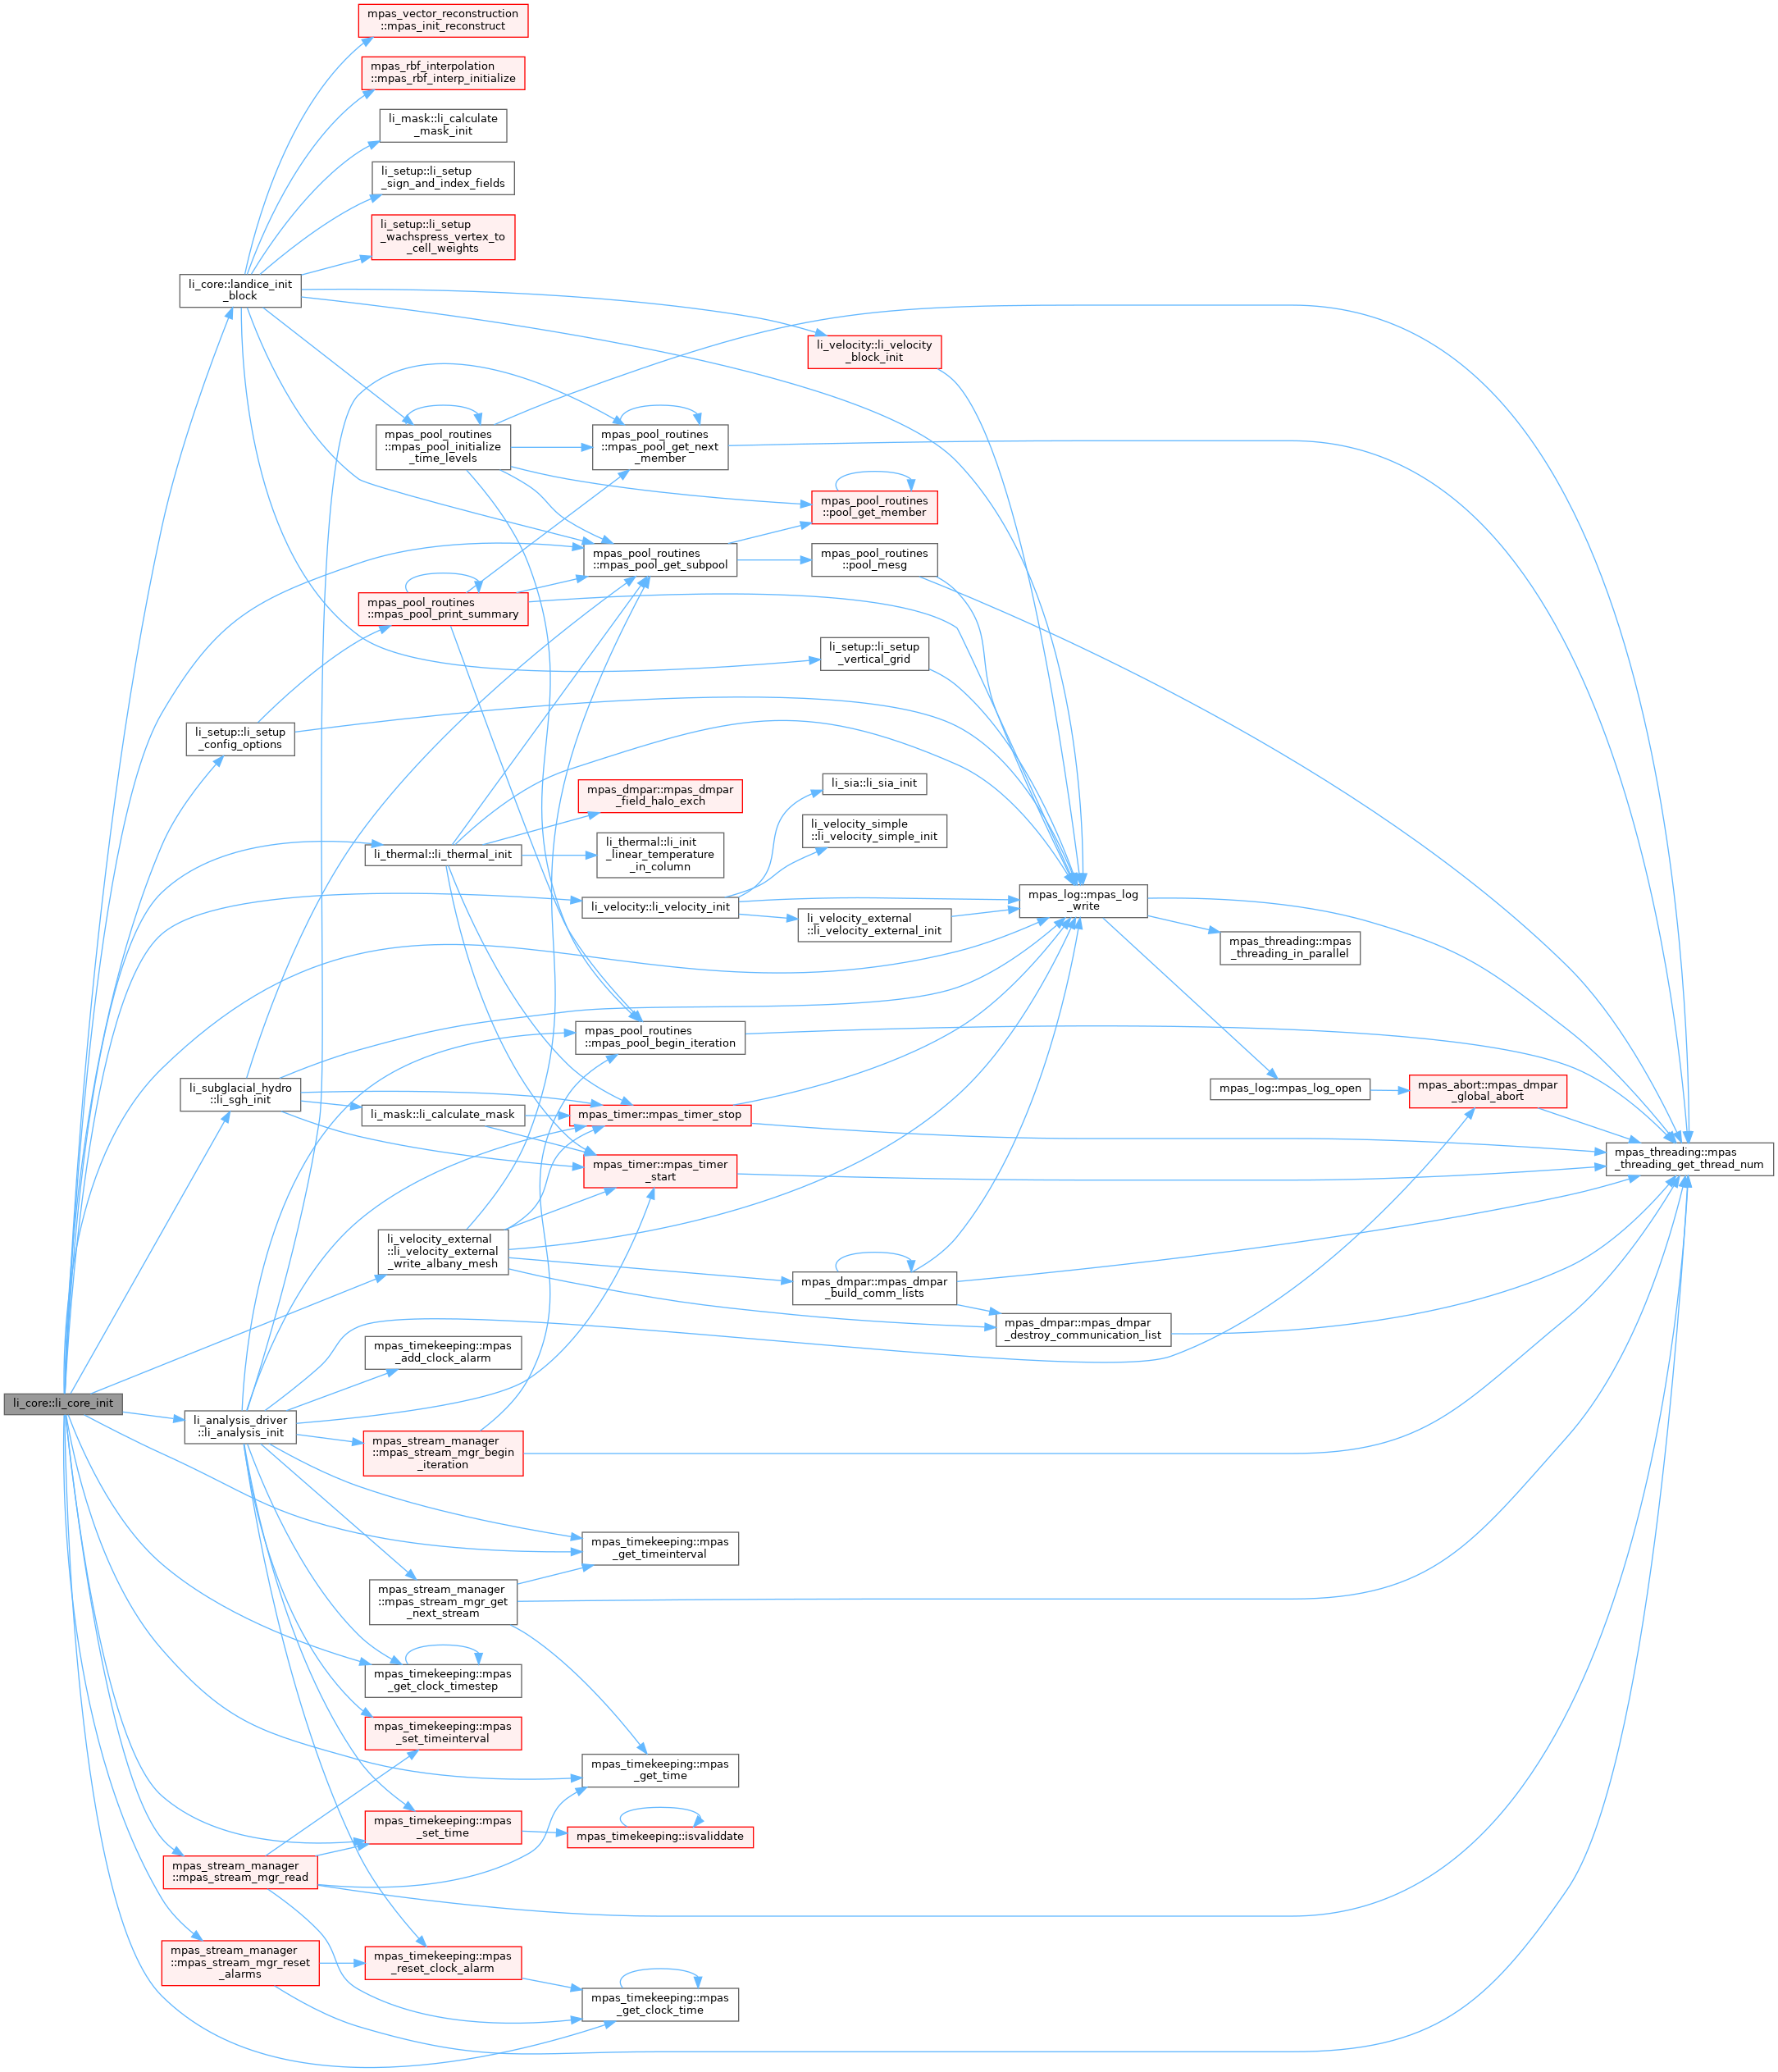 mpas_vector_reconstruction
::mpas_init_reconstruct
mpas_rbf_interpolation
::mpas_rbf_interp_initialize
li_mask::li_calculate
_mask_init
li_setup::li_setup
_sign_and_index_fields
li_setup::li_setup
_wachspress_vertex_to
_cell_weights
li_core::landice_init
_block
li_velocity::li_velocity
_block_init
mpas_pool_routines
::mpas_pool_initialize
_time_levels
mpas_pool_routines
::mpas_pool_get_next
_member
mpas_pool_routines
::pool_get_member
mpas_pool_routines
::mpas_pool_get_subpool
mpas_pool_routines
::pool_mesg
mpas_pool_routines
::mpas_pool_print_summary
li_setup::li_setup
_vertical_grid
li_setup::li_setup
_config_options
mpas_dmpar::mpas_dmpar
_field_halo_exch
li_sia::li_sia_init
li_velocity_simple
::li_velocity_simple_init
li_thermal::li_thermal_init
li_thermal::li_init
_linear_temperature
_in_column
li_velocity::li_velocity_init
li_velocity_external
::li_velocity_external_init
mpas_log::mpas_log
_write
mpas_threading::mpas
_threading_in_parallel
mpas_pool_routines
::mpas_pool_begin_iteration
li_subglacial_hydro
::li_sgh_init
li_mask::li_calculate_mask
mpas_timer::mpas_timer_stop
mpas_log::mpas_log_open
mpas_abort::mpas_dmpar
_global_abort
mpas_timer::mpas_timer
_start
mpas_threading::mpas
_threading_get_thread_num
li_velocity_external
::li_velocity_external
_write_albany_mesh
mpas_dmpar::mpas_dmpar
_build_comm_lists
mpas_dmpar::mpas_dmpar
_destroy_communication_list
mpas_timekeeping::mpas
_add_clock_alarm
li_core::li_core_init
li_analysis_driver
::li_analysis_init
mpas_stream_manager
::mpas_stream_mgr_begin
_iteration
mpas_timekeeping::mpas
_get_timeinterval
mpas_stream_manager
::mpas_stream_mgr_get
_next_stream
mpas_timekeeping::mpas
_get_clock_timestep
mpas_timekeeping::mpas
_set_timeinterval
mpas_timekeeping::mpas
_get_time
mpas_timekeeping::mpas
_set_time
mpas_timekeeping::isvaliddate
mpas_stream_manager
::mpas_stream_mgr_read
mpas_stream_manager
::mpas_stream_mgr_reset
_alarms
mpas_timekeeping::mpas
_reset_clock_alarm
mpas_timekeeping::mpas
_get_clock_time